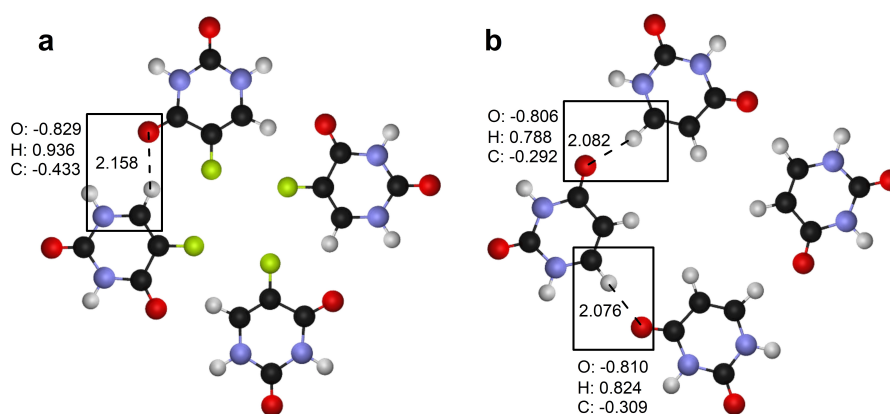 a
O: -0.829
H: 0.936
C: -0.433
2.158
b
O: -0.806
H: 0.788
C: -0.292
2.082
2.076
O: -0.810
H: 0.824
C: -0.309